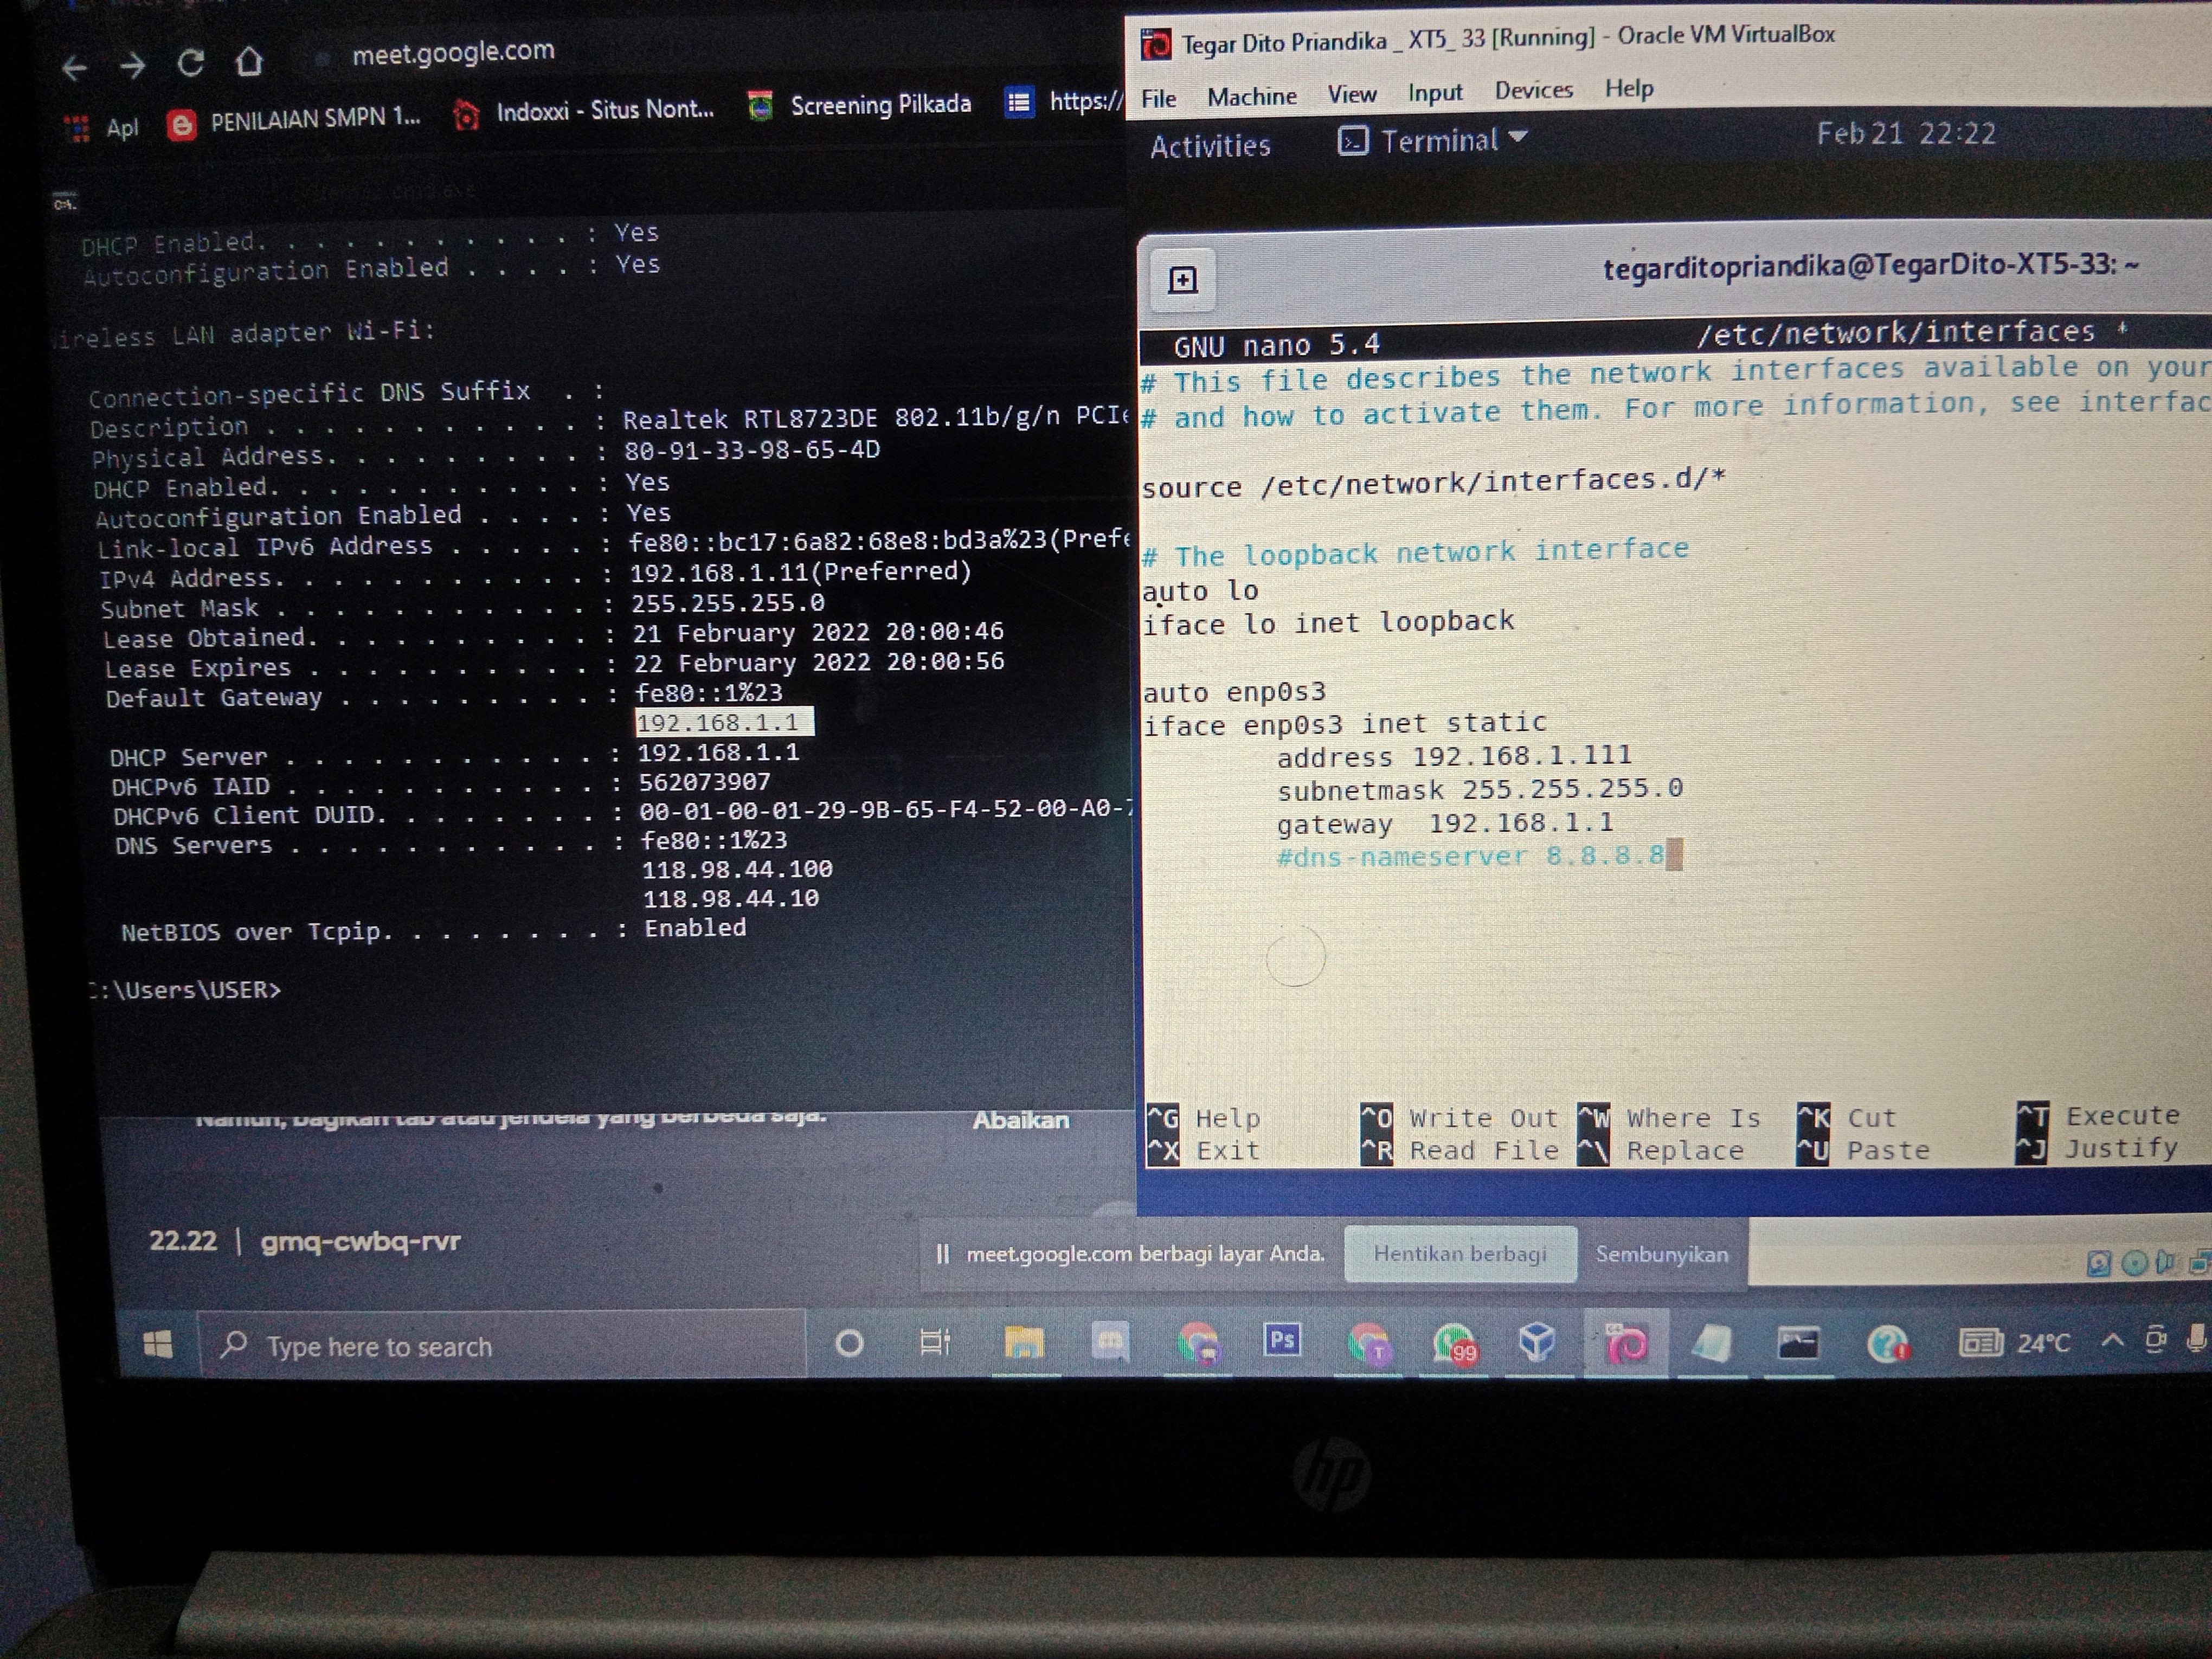 meet.google.com
Apl
PENILAIAN SMPN 1...
Indoxxi - Situs Nont...
Screening Pilkada
https://
DHCP Enabled. . . . . . . . . . . : Yes
Autoconfiguration Enabled . . . . : Yes
ireless LAN adapter Wi-Fi:
Connection-specific DNS Suffix . :
Description . . . . . . . . . . . : Realtek RTL8723DE 802.11b/g/n PCIe
Physical Address. . . . . . . . . : 80-91-33-98-65-4D
DHCP Enabled. . . . . . . . . . . : Yes
Autoconfiguration Enabled . . . . : Yes
Link-local IPv6 Address . . . . . : fe80::bc17:6a82:68e8:bd3a%23(Prefe
IPv4 Address. . . . . . . . . . . : 192.168.1.11(Preferred)
Subnet Mask . . . . . . . . . . . : 255.255.255.0
Lease Obtained. . . . . . . . . . : 21 February 2022 20:00:46
Lease Expires . . . . . . . . . . : 22 February 2022 20:00:56
Default Gateway . . . . . . . . . : fe80::1%23
192.168.1.1
DHCP Server . . . . . . . . . . . : 192.168.1.1
DHCPv6 IAID . . . . . . . . . . . : 562073907
DHCPv6 Client DUID. . . . . . . . : 00-01-00-01-29-9B-65-F4-52-00-A0-7
DNS Servers . . . . . . . . . . . : fe80::1%23
118.98.44.100
118.98.44.10
NetBIOS over Tcpip. . . . . . . . : Enabled
C:\Users\USER>
Namun, bagikan tab atau jendela yang berbeda saja.
Abaikan
22.22 | gmq-cwbq-rvr
Tegar Dito Priandika _ XT5_ 33 [Running] - Oracle VM VirtualBox
File Machine View Input Devices Help
Activities Terminal Feb 21 22:22
tegarditopriandika@TegarDito-XT5-33: ~
GNU nano 5.4 /etc/network/interfaces *
# This file describes the network interfaces available on your
# and how to activate them. For more information, see interfac
source /etc/network/interfaces.d/*
# The loopback network interface
auto lo
iface lo inet loopback
auto enp0s3
iface enp0s3 inet static
address 192.168.1.111
subnetmask 255.255.255.0
gateway 192.168.1.1
#dns-nameserver 8.8.8.8
^G Help ^O Write Out ^W Where Is ^K Cut ^T Execute
^X Exit ^R Read File ^\ Replace ^U Paste ^J Justify
meet.google.com berbagi layar Anda. Hentikan berbagi Sembunyikan
Type here to search
Ps
T
99
24°C
hp